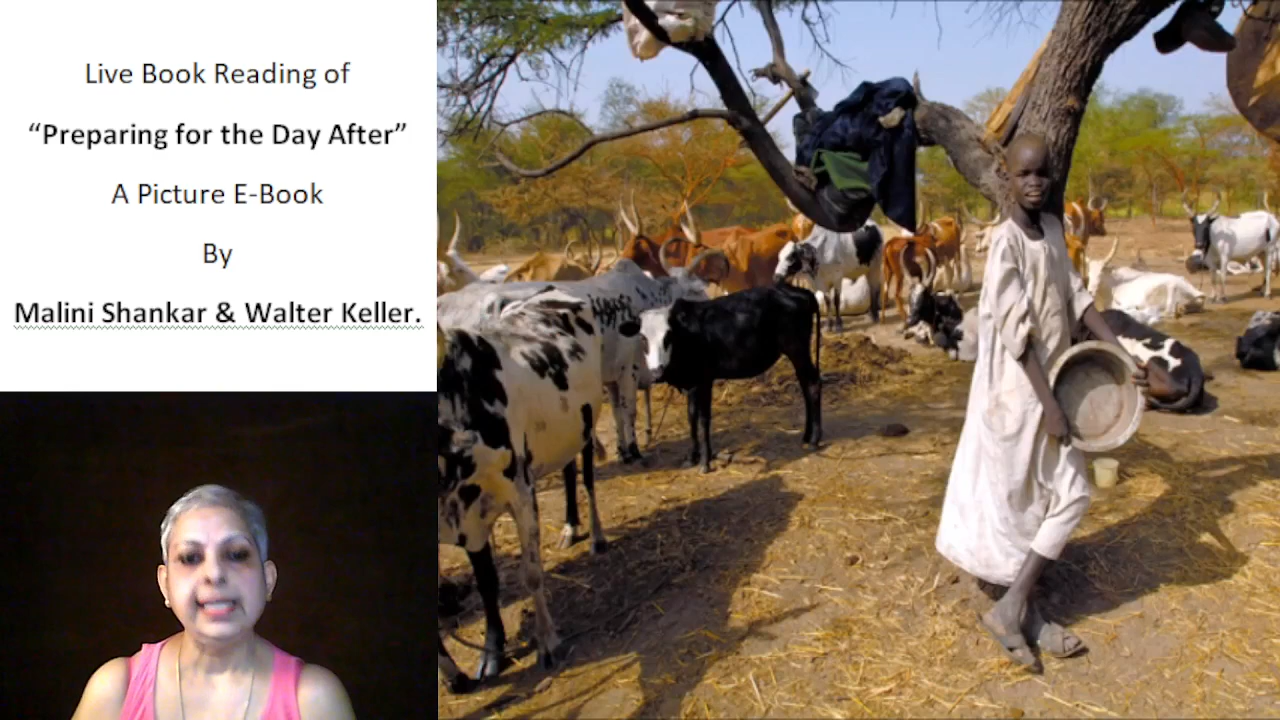 Live Book Reading of
“Preparing for the Day After”
A Picture E-Book
By
Malini Shankar & Walter Keller.